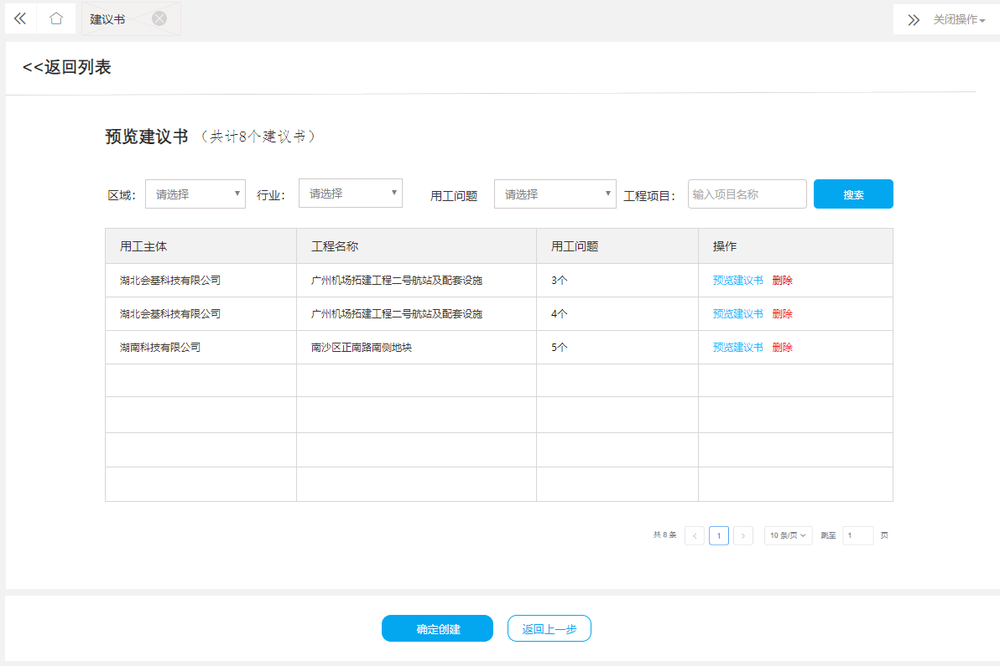 建议书
关闭操作
<<返回列表
预览建议书 （共计8个建议书）
区域： 请选择 行业： 请选择 用工问题 请选择 工程项目： 输入项目名称 搜索
用工主体 工程名称 用工问题 操作
湖北会基科技有限公司 广州机场拓建工程二号航站及配套设施 3个 预览建议书 删除
湖北会基科技有限公司 广州机场拓建工程二号航站及配套设施 4个 预览建议书 删除
湖南科技有限公司 南沙区正南路南侧地块 5个 预览建议书 删除
共 8 条 1 10 条/页 跳至 1 页
确定创建 返回上一步